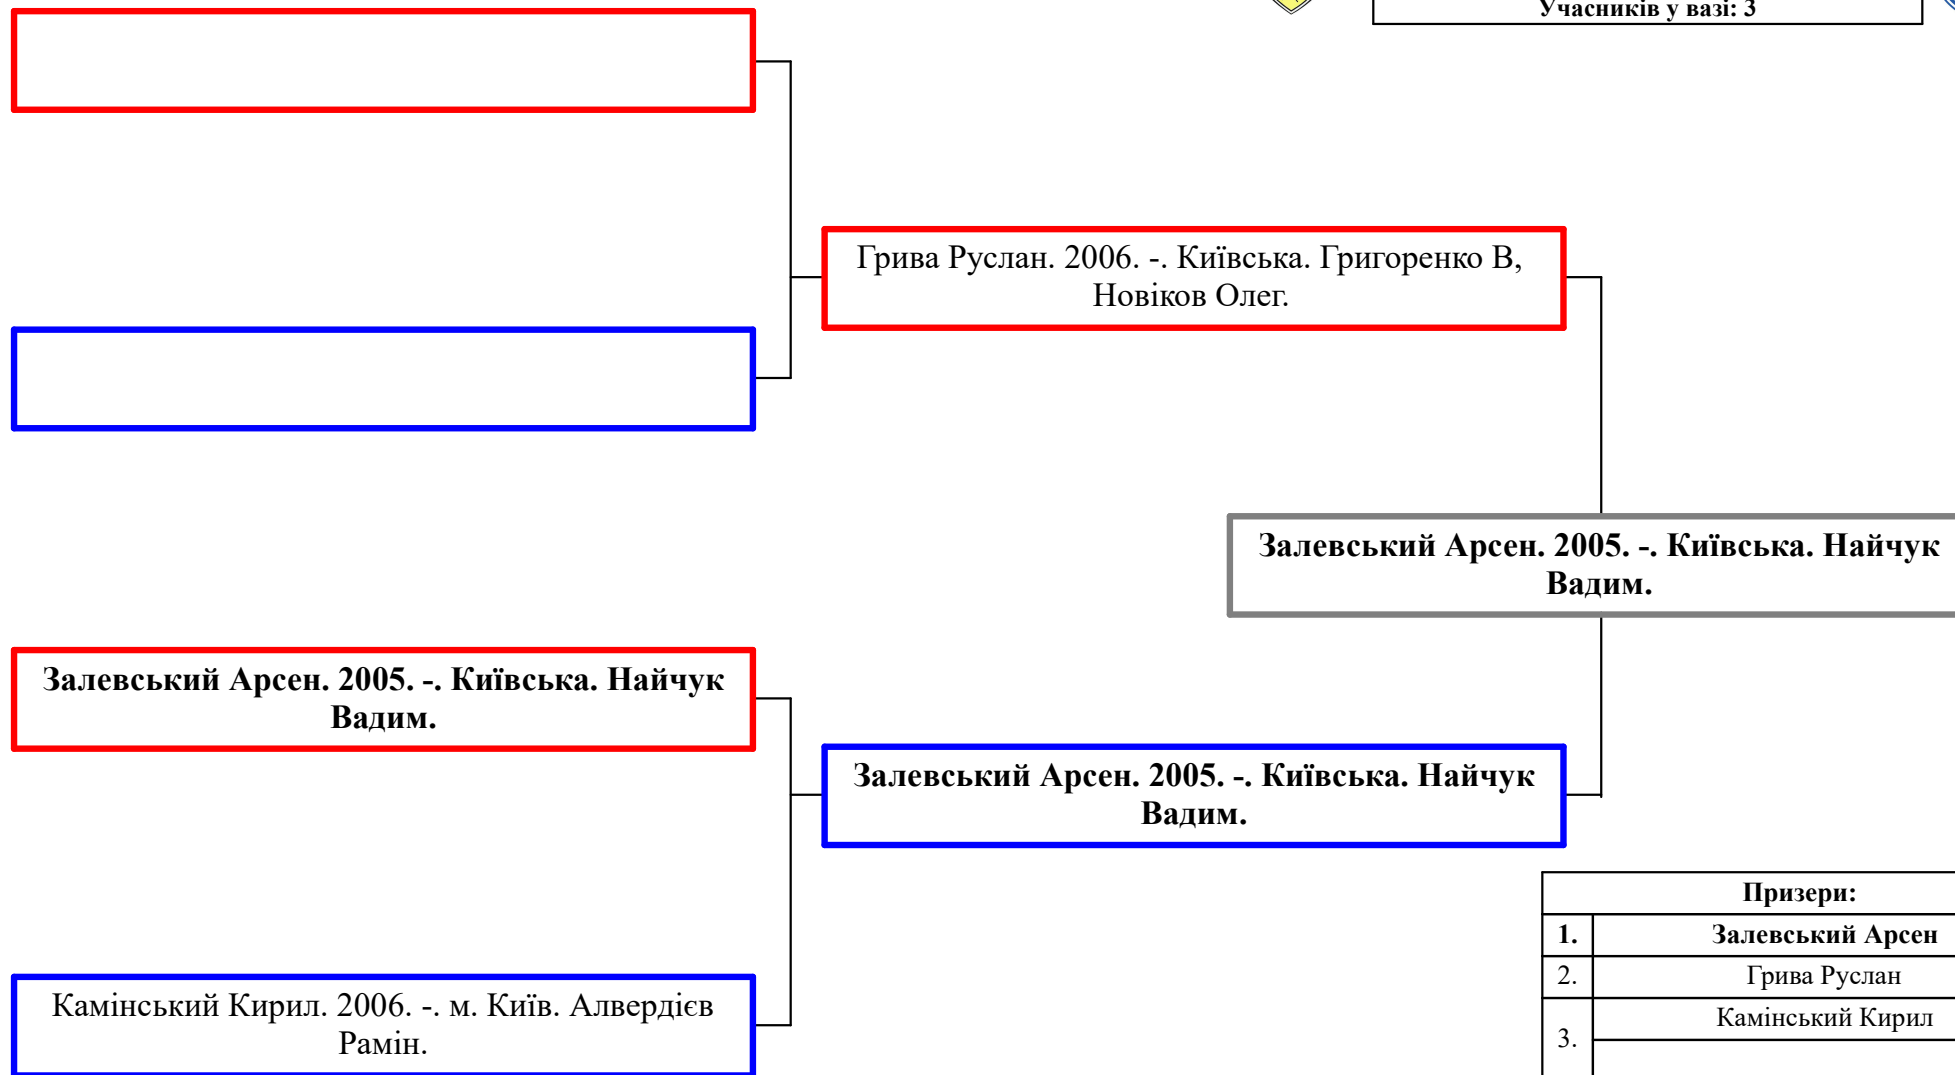 Учасників у вазі: 3
Грива Руслан. 2006. -. Київська. Григоренко В,
Новіков Олег.
Залевський Арсен. 2005. -. Київська. Найчук
Вадим.
Залевський Арсен. 2005. -. Київська. Найчук
Вадим.
Залевський Арсен. 2005. -. Київська. Найчук
Вадим.
Камінський Кирил. 2006. -. м. Київ. Алвердієв
Рамін.
Призери:
1. Залевський Арсен
2. Грива Руслан
3. Камінський Кирил